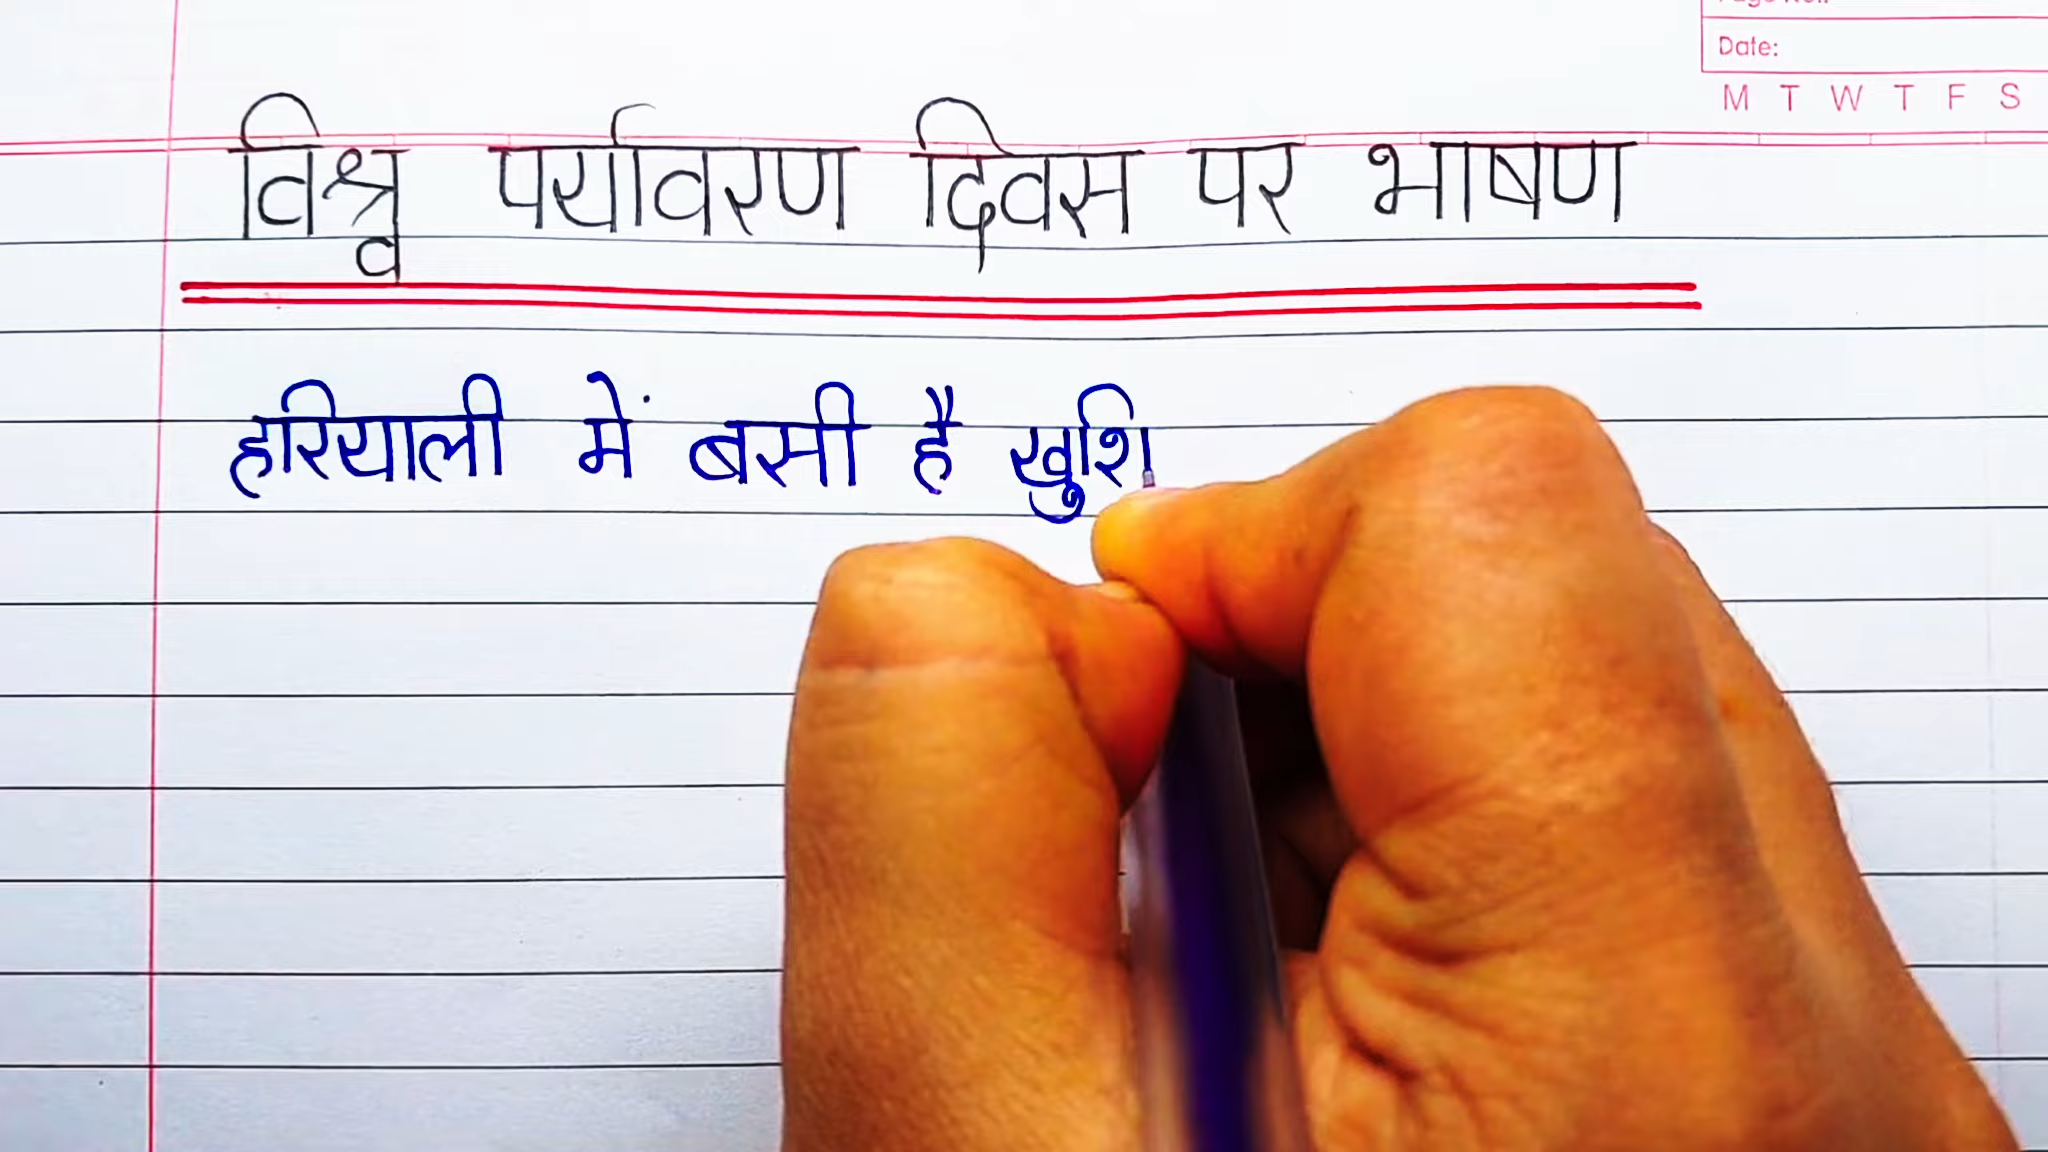 Date:
M T W T F S
विश्व पर्यावरण दिवस पर भाषण
हरियाली में बसी है खुशि